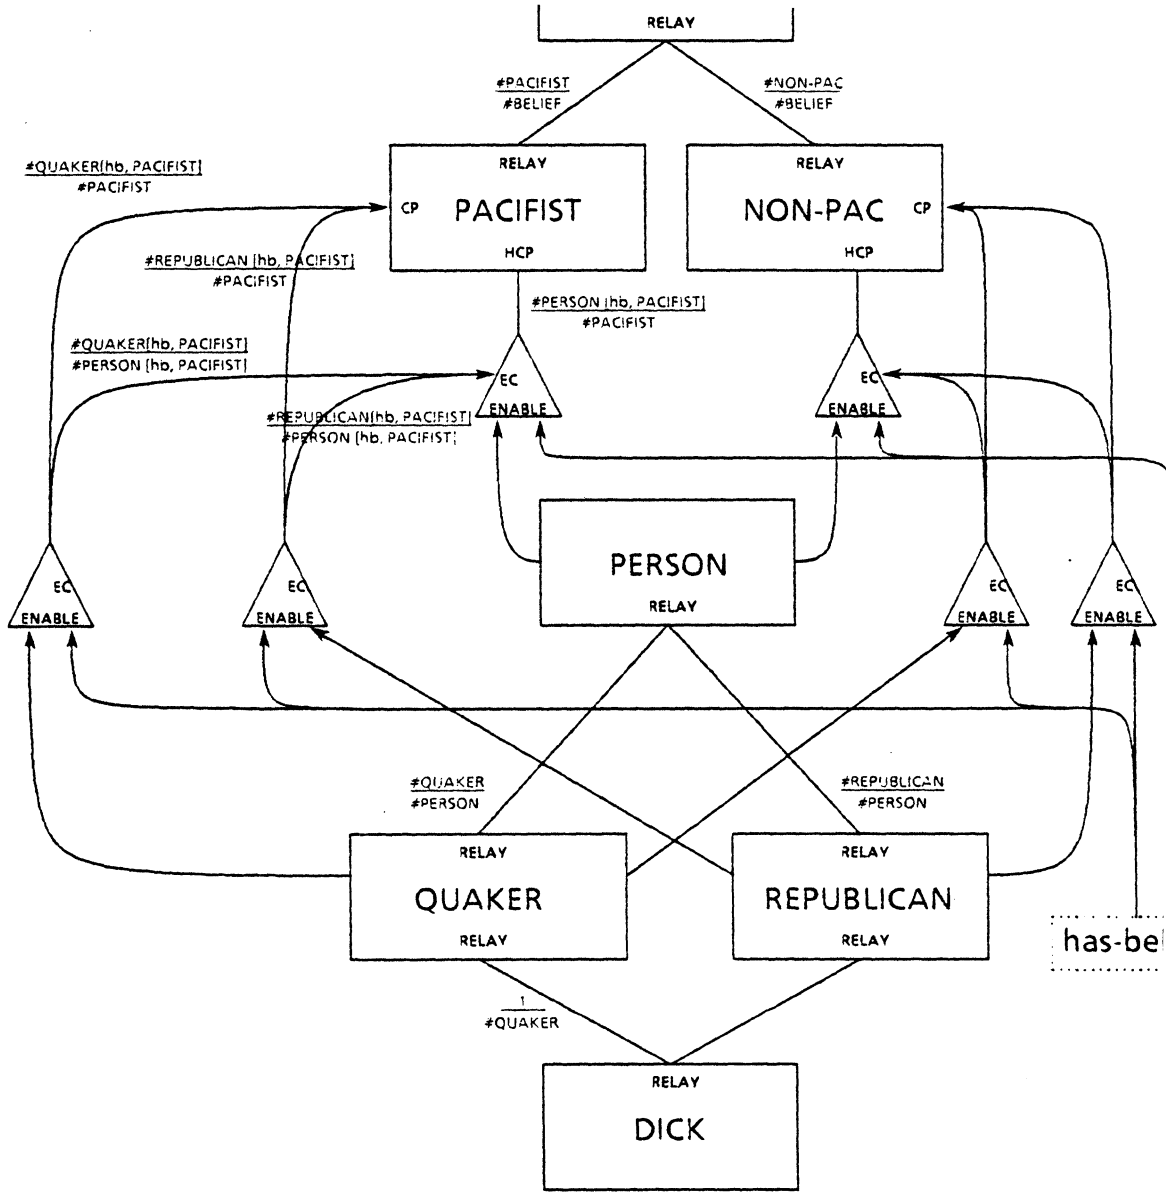 RELAY
#PACIFIST
#BELIEF
#NON-PAC
#BELIEF
RELAY
CP PACIFIST
HCP
RELAY
NON-PAC CP
HCP
#QUAKER[hb, PACIFIST]
#PACIFIST
#REPUBLICAN [hb, PACIFIST]
#PACIFIST
#PERSON [hb, PACIFIST]
#PACIFIST
#QUAKER[hb, PACIFIST]
#PERSON [hb, PACIFIST]
EC
ENABLE
EC
ENABLE
#REPUBLICAN[hb, PACIFIST]
#PERSON [hb, PACIFIST]
PERSON
RELAY
EC
ENABLE
EC
ENABLE
EC
ENABLE
EC
ENABLE
#QUAKER
#PERSON
#REPUBLICAN
#PERSON
RELAY
QUAKER
RELAY
RELAY
REPUBLICAN
RELAY
has-be
1
#QUAKER
RELAY
DICK